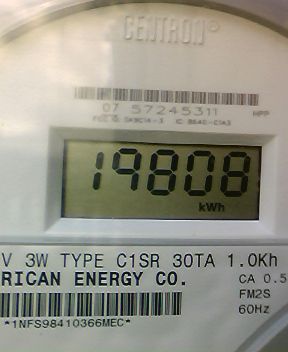 CENTRON®
07 57245311 HPP
19808
kWh
V 3W TYPE C1SR 30TA 1.0Kh
RICAN ENERGY CO. CA 0.5
FM2S
*1NFS98410366MEC* 60Hz